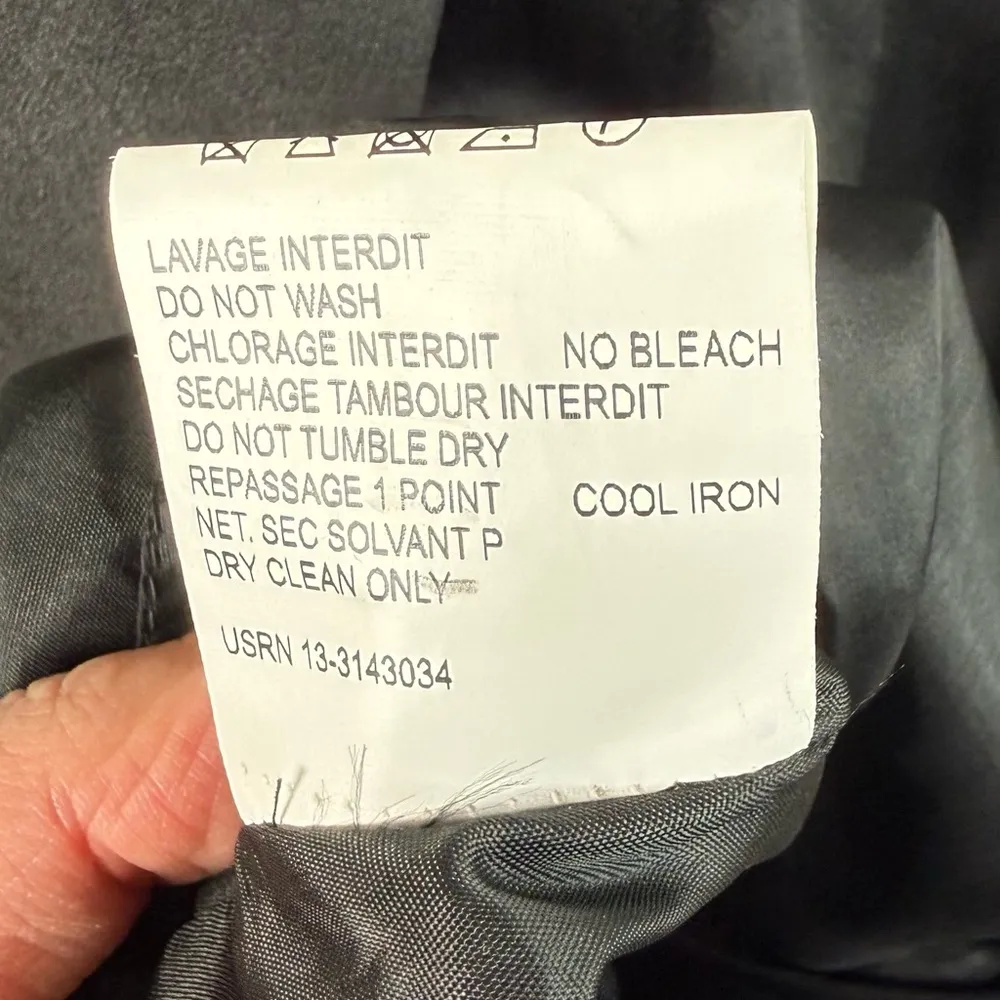 LAVAGE INTERDIT
DO NOT WASH
CHLORAGE INTERDIT NO BLEACH
SECHAGE TAMBOUR INTERDIT
DO NOT TUMBLE DRY
REPASSAGE 1 POINT COOL IRON
NET. SEC SOLVANT P
DRY CLEAN ONLY
USRN 13-3143034